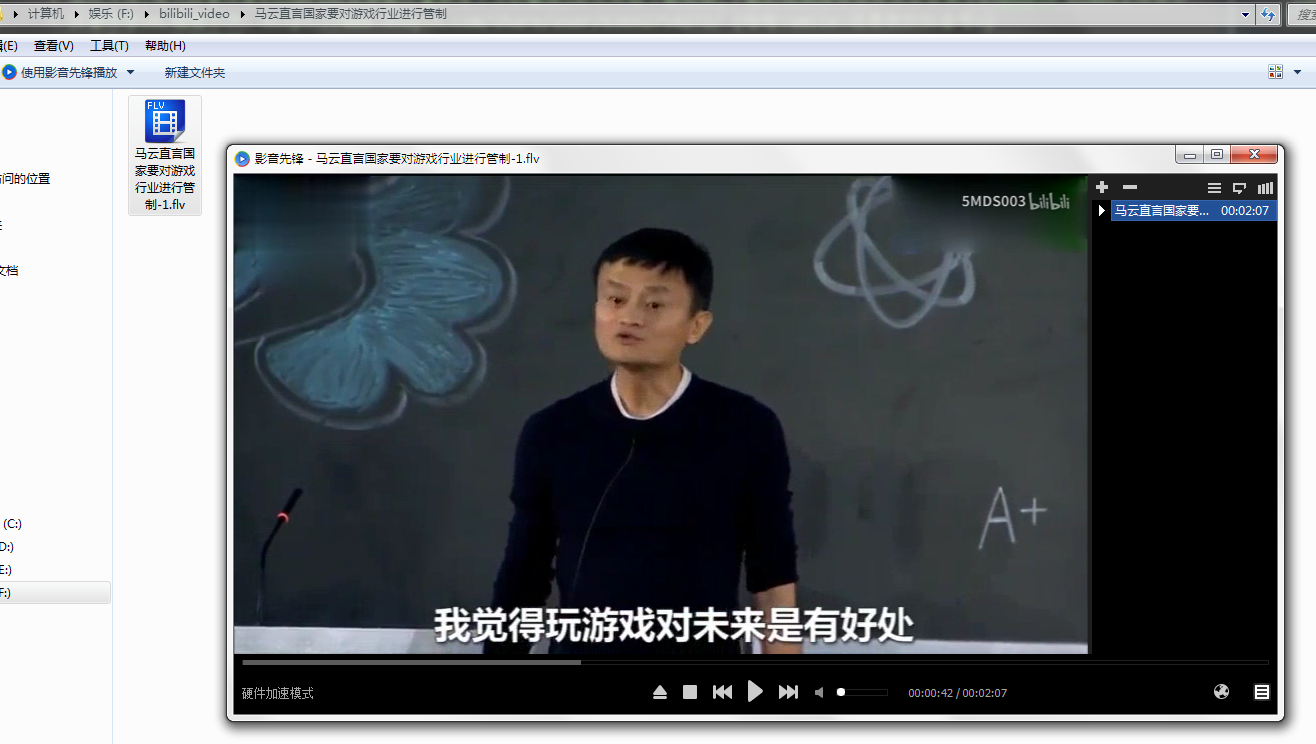 计算机 娱乐 (F:) bilibili_video 马云直言国家要对游戏行业进行管制
(E) 查看(V) 工具(T) 帮助(H)
使用影音先锋播放 新建文件夹
FLV
马云直言国
家要对游戏
行业进行管
制-1.flv
问的位置
文档
(C:)
D:)
E:)
F:)
影音先锋 - 马云直言国家要对游戏行业进行管制-1.flv
5MDS003 bilibili
马云直言国家要... 00:02:07
A+
我觉得玩游戏对未来是有好处
硬件加速模式
00:00:42 / 00:02:07